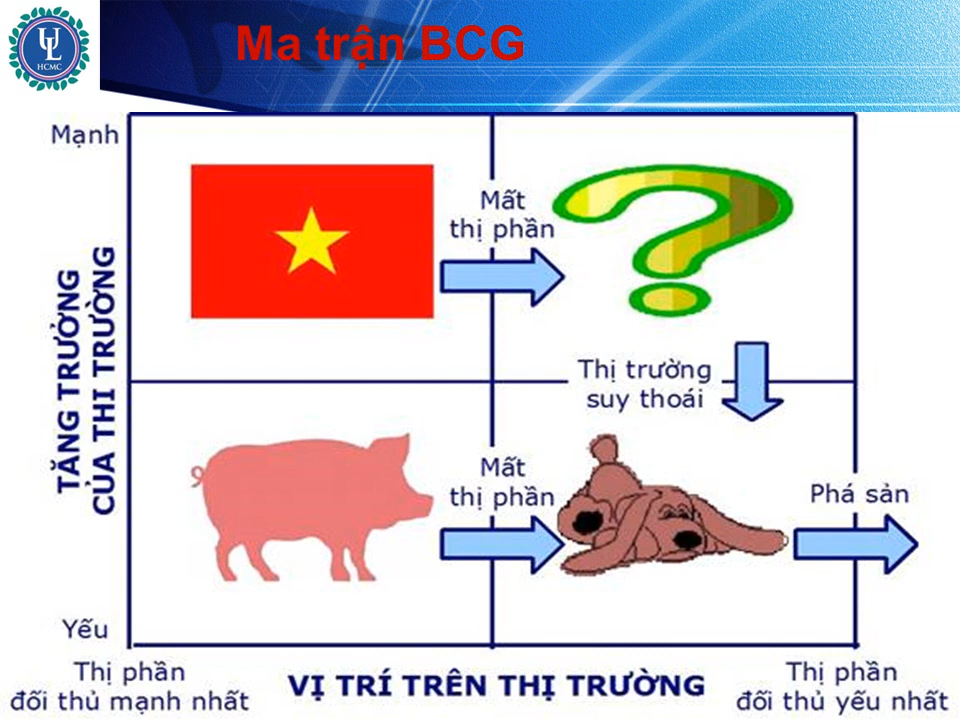 Ma trận BCG
UL
HCMC
Mạnh
Mất
thị phần
TĂNG TRƯỞNG
CỦA THỊ TRƯỜNG
Thị trường
suy thoái
Mất
thị phần
Phá sản
Yếu
Thị phần
đối thủ mạnh nhất
VỊ TRÍ TRÊN THỊ TRƯỜNG
Thị phần
đối thủ yếu nhất